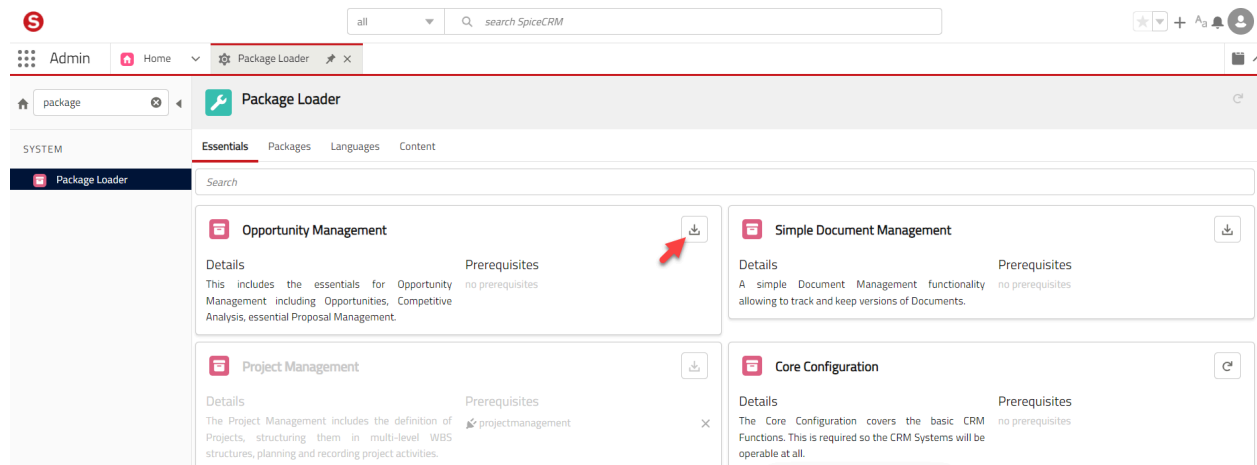 S
all
search SpiceCRM
Aa
Admin
Home
Package Loader
package
Package Loader
SYSTEM
Essentials Packages Languages Content
Package Loader
Search
Opportunity Management
Details
This includes the essentials for Opportunity
Management including Opportunities, Competitive
Analysis, essential Proposal Management.
Prerequisites
no prerequisites
Simple Document Management
Details
A simple Document Management functionality
allowing to track and keep versions of Documents.
Prerequisites
no prerequisites
Project Management
Details
The Project Management includes the definition of
Projects, structuring them in multi-level WBS
structures, planning and recording project activities.
Prerequisites
projectmanagement
Core Configuration
Details
The Core Configuration covers the basic CRM
Functions. This is required so the CRM Systems will be
operable at all.
Prerequisites
no prerequisites